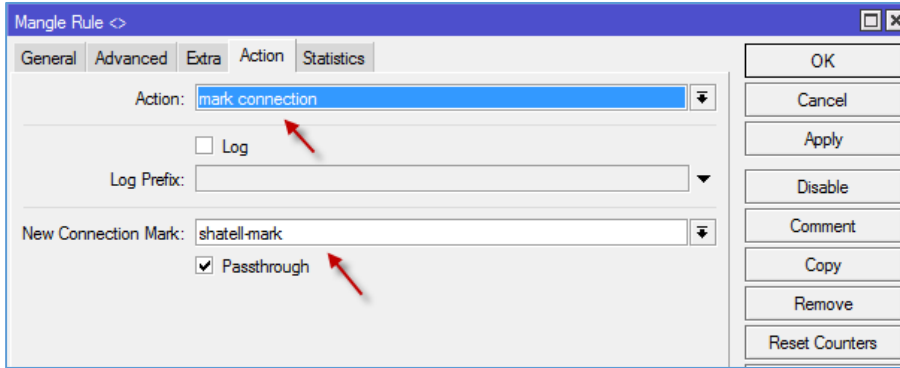 Mangle Rule <>
General Advanced Extra Action Statistics
Action: mark connection
Log
Log Prefix:
New Connection Mark: shatell-mark
Passthrough
OK
Cancel
Apply
Disable
Comment
Copy
Remove
Reset Counters